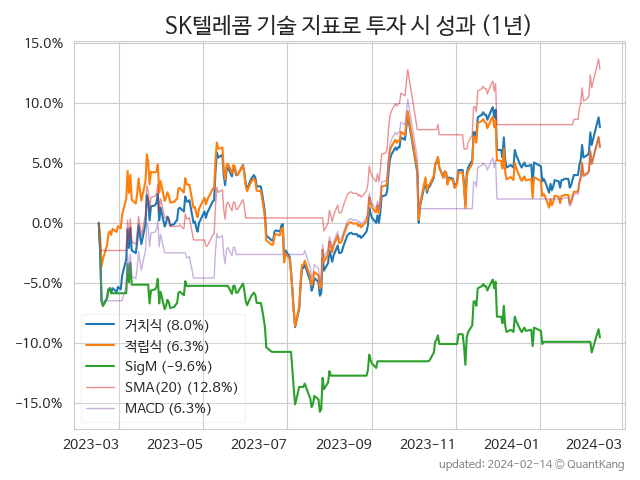 SK텔레콤 기술 지표로 투자 시 성과 (1년)
15.0%
10.0%
5.0%
0.0%
−5.0%
−10.0%
−15.0%
거치식 (8.0%)
적립식 (6.3%)
SigM (−9.6%)
SMA(20) (12.8%)
MACD (6.3%)
2023-03 2023-05 2023-07 2023-09 2023-11 2024-01 2024-03
updated: 2024-02-14 © QuantKang